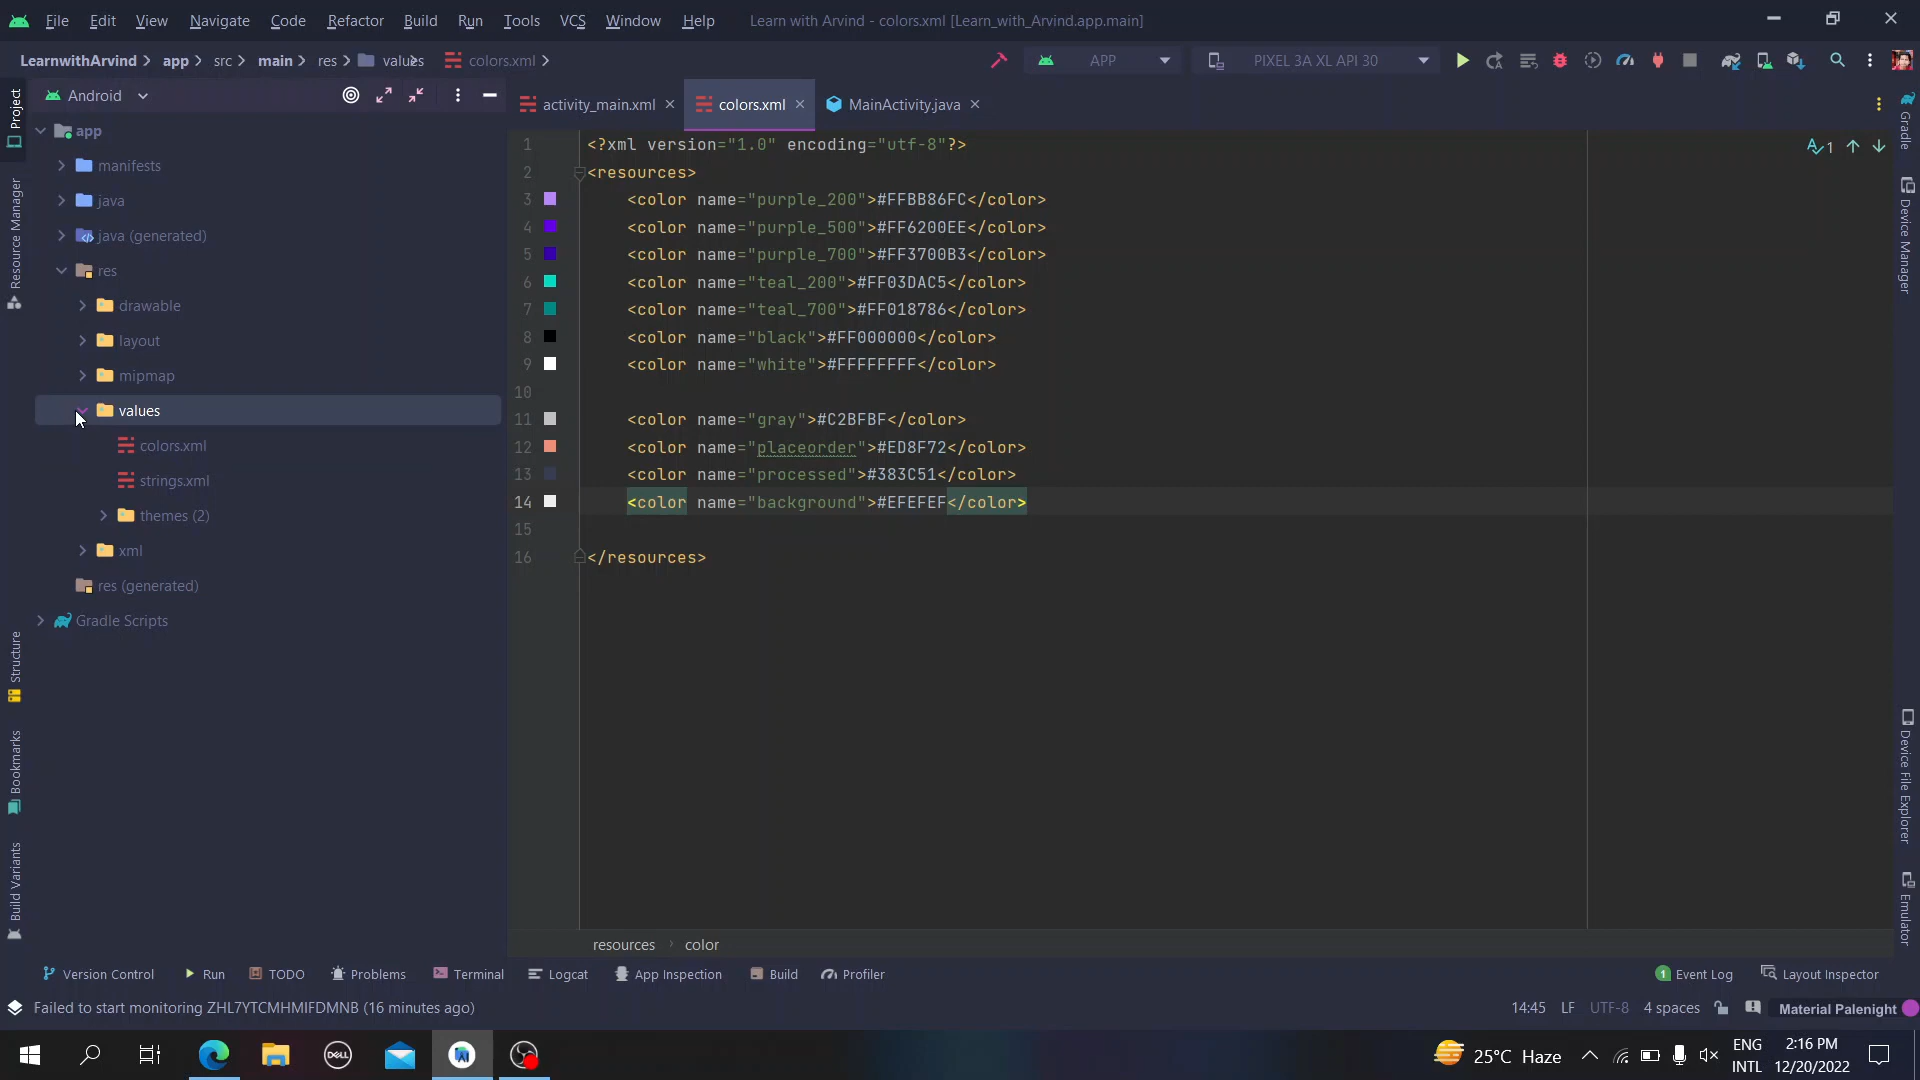 File Edit View Navigate Code Refactor Build Run Tools VCS Window Help Learn with Arvind - colors.xml [Learn_with_Arvind.app.main]
LearnwithArvind app src main res values colors.xml APP PIXEL 3A XL API 30
Android
activity_main.xml colors.xml MainActivity.java
app
manifests
java
java (generated)
res
drawable
layout
mipmap
values
colors.xml
strings.xml
themes (2)
xml
res (generated)
Gradle Scripts
1 <?xml version="1.0" encoding="utf-8"?>
2 <resources>
3 <color name="purple_200">#FFBB86FC</color>
4 <color name="purple_500">#FF6200EE</color>
5 <color name="purple_700">#FF3700B3</color>
6 <color name="teal_200">#FF03DAC5</color>
7 <color name="teal_700">#FF018786</color>
8 <color name="black">#FF000000</color>
9 <color name="white">#FFFFFFFF</color>
10
11 <color name="gray">#C2BFBF</color>
12 <color name="placeorder">#ED8F72</color>
13 <color name="processed">#383C51</color>
14 <color name="background">#EFEFEF</color>
15
16 </resources>
1
Project
Resource Manager
Structure
Bookmarks
Build Variants
Gradle
Device Manager
Device File Explorer
Emulator
resources color
Version Control Run TODO Problems Terminal Logcat App Inspection Build Profiler 1 Event Log Layout Inspector
Failed to start monitoring ZHL7YTCMHMIFDMNB (16 minutes ago) 14:45 LF UTF-8 4 spaces Material Palenight
DELL
25°C Haze
ENG
INTL
2:16 PM
12/20/2022